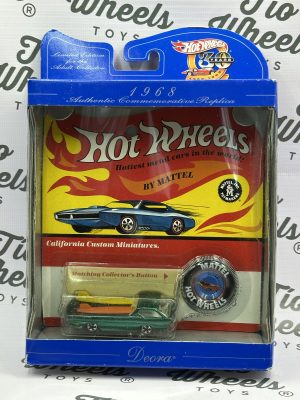 Limited Edition
for the
Adult Collector
Hot Wheels
30
YEARS
1968
Authentic Commemorative Replica
Hot Wheels
Hottest metal cars in the world!
BY MATTEL
California Custom Miniatures.
Matching Collector's Button
MATTEL
HOT WHEELS
Deora
Tio Wheels
TOYS